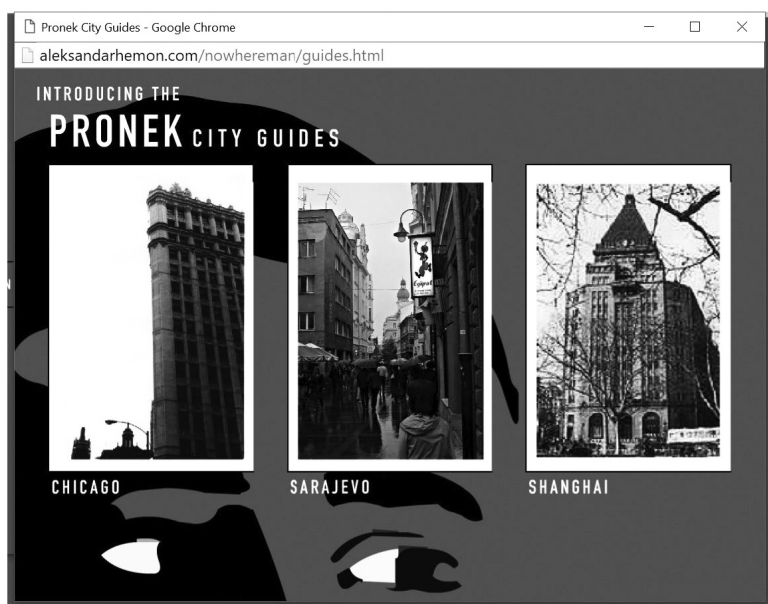 Pronek City Guides - Google Chrome
aleksandarhemon.com/nowhereman/guides.html
INTRODUCING THE
PRONEK CITY GUIDES
CHICAGO
SARAJEVO
SHANGHAI